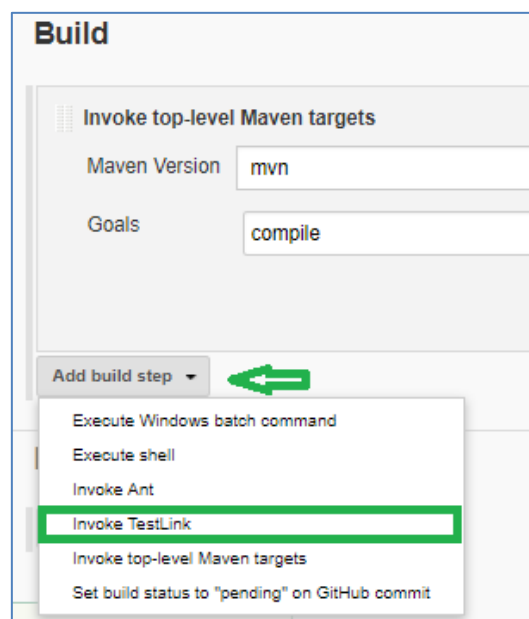 Build
Invoke top-level Maven targets
Maven Version mvn
Goals compile
Add build step
Execute Windows batch command
Execute shell
Invoke Ant
Invoke TestLink
Invoke top-level Maven targets
Set build status to "pending" on GitHub commit